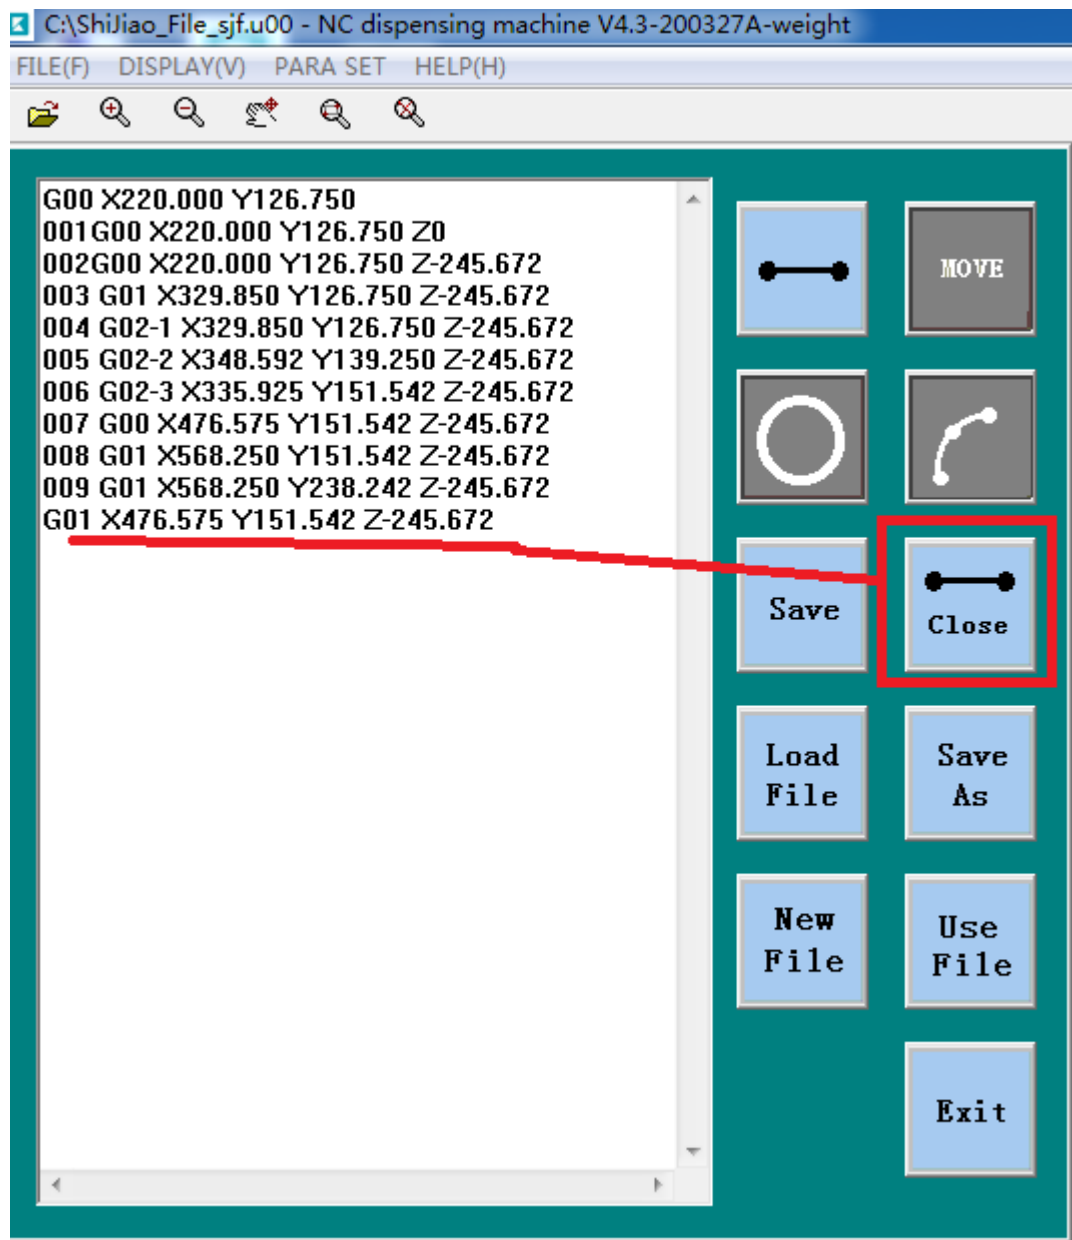 C:\ShiJiao_File_sjf.u00 - NC dispensing machine V4.3-200327A-weight
FILE(F) DISPLAY(V) PARA SET HELP(H)
G00 X220.000 Y126.750
001G00 X220.000 Y126.750 Z0
002G00 X220.000 Y126.750 Z-245.672
003 G01 X329.850 Y126.750 Z-245.672
004 G02-1 X329.850 Y126.750 Z-245.672
005 G02-2 X348.592 Y139.250 Z-245.672
006 G02-3 X335.925 Y151.542 Z-245.672
007 G00 X476.575 Y151.542 Z-245.672
008 G01 X568.250 Y151.542 Z-245.672
009 G01 X568.250 Y238.242 Z-245.672
G01 X476.575 Y151.542 Z-245.672
MOVE
Save
Close
Load
File
Save
As
New
File
Use
File
Exit